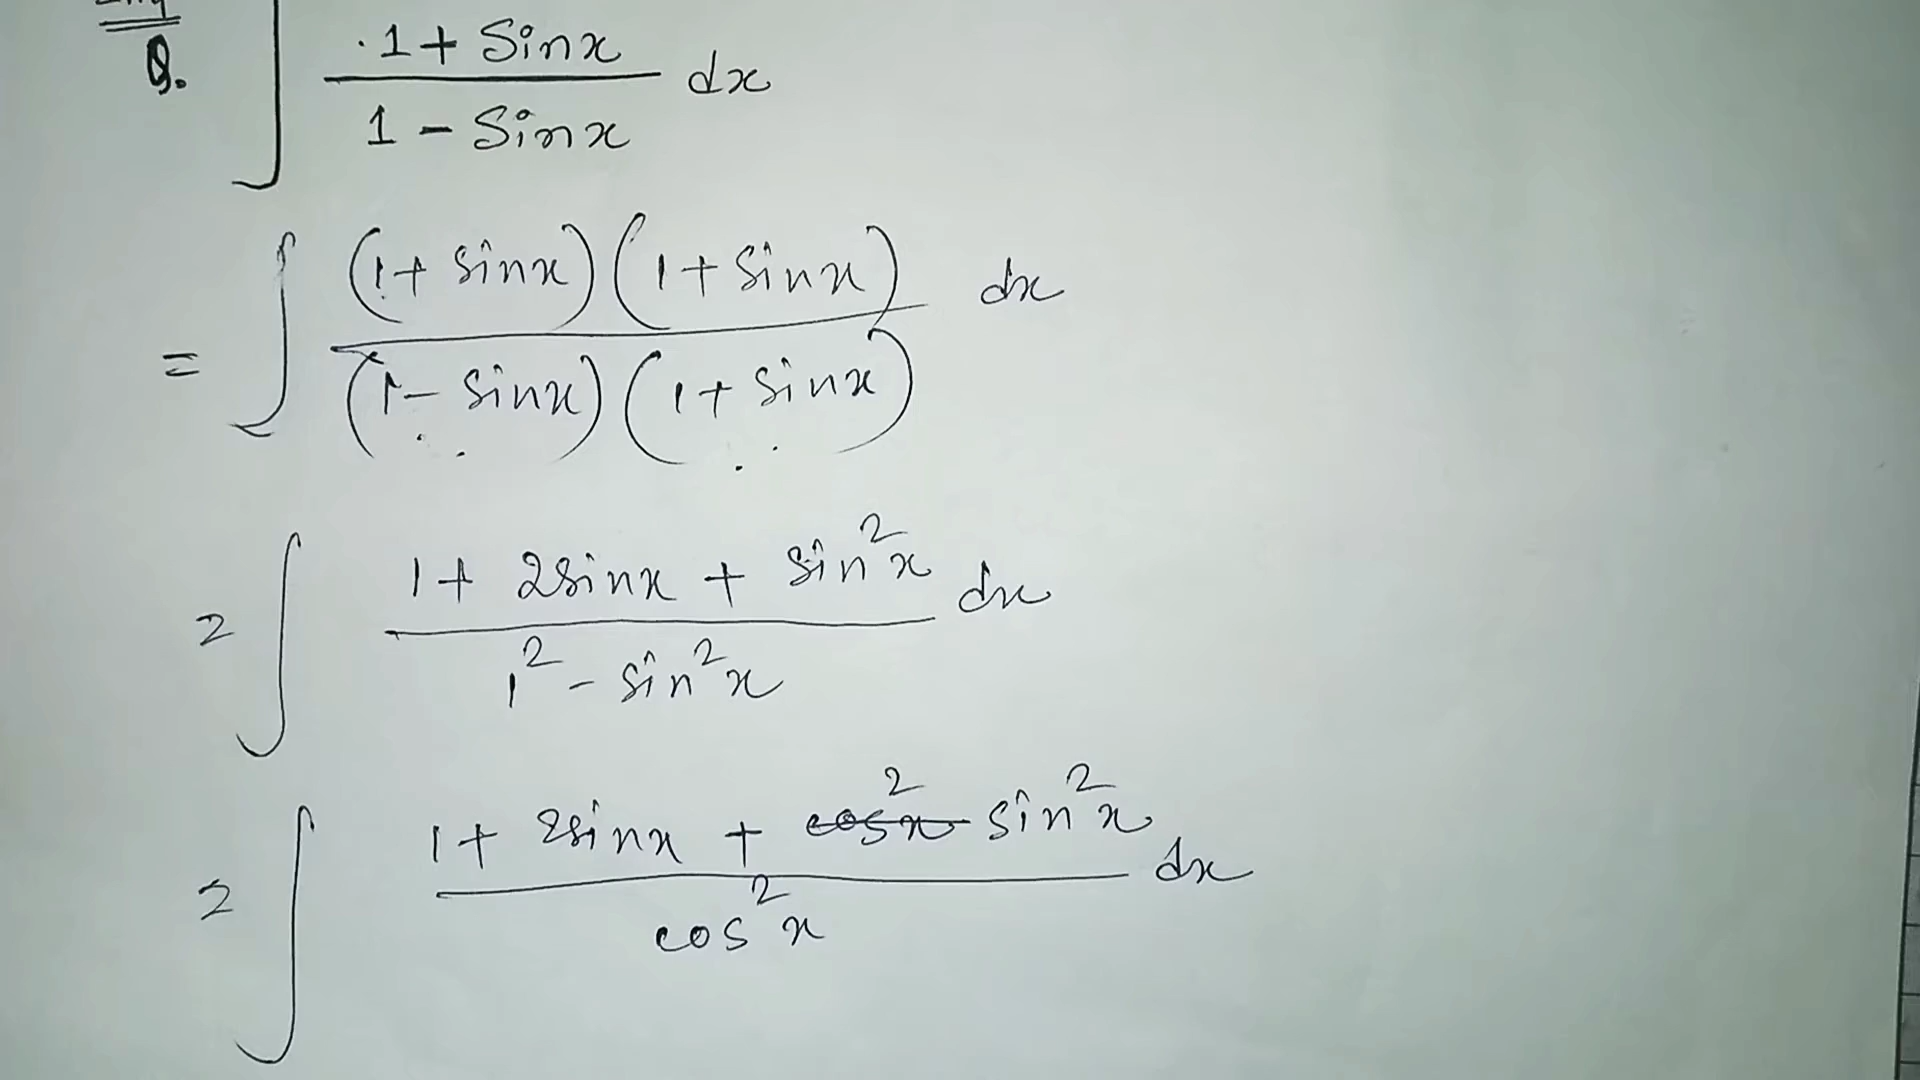 Q. ∫ (1 + Sinx)/(1 - Sinx) dx
= ∫ ((1 + sinx)(1 + sinx))/((1 - sinx)(1 + sinx)) dx
= ∫ (1 + 2sinx + sin²x)/(1² - sin²x) dx
= ∫ (1 + 2sinx + ~~cos²x~~ sin²x)/(cos²x) dx